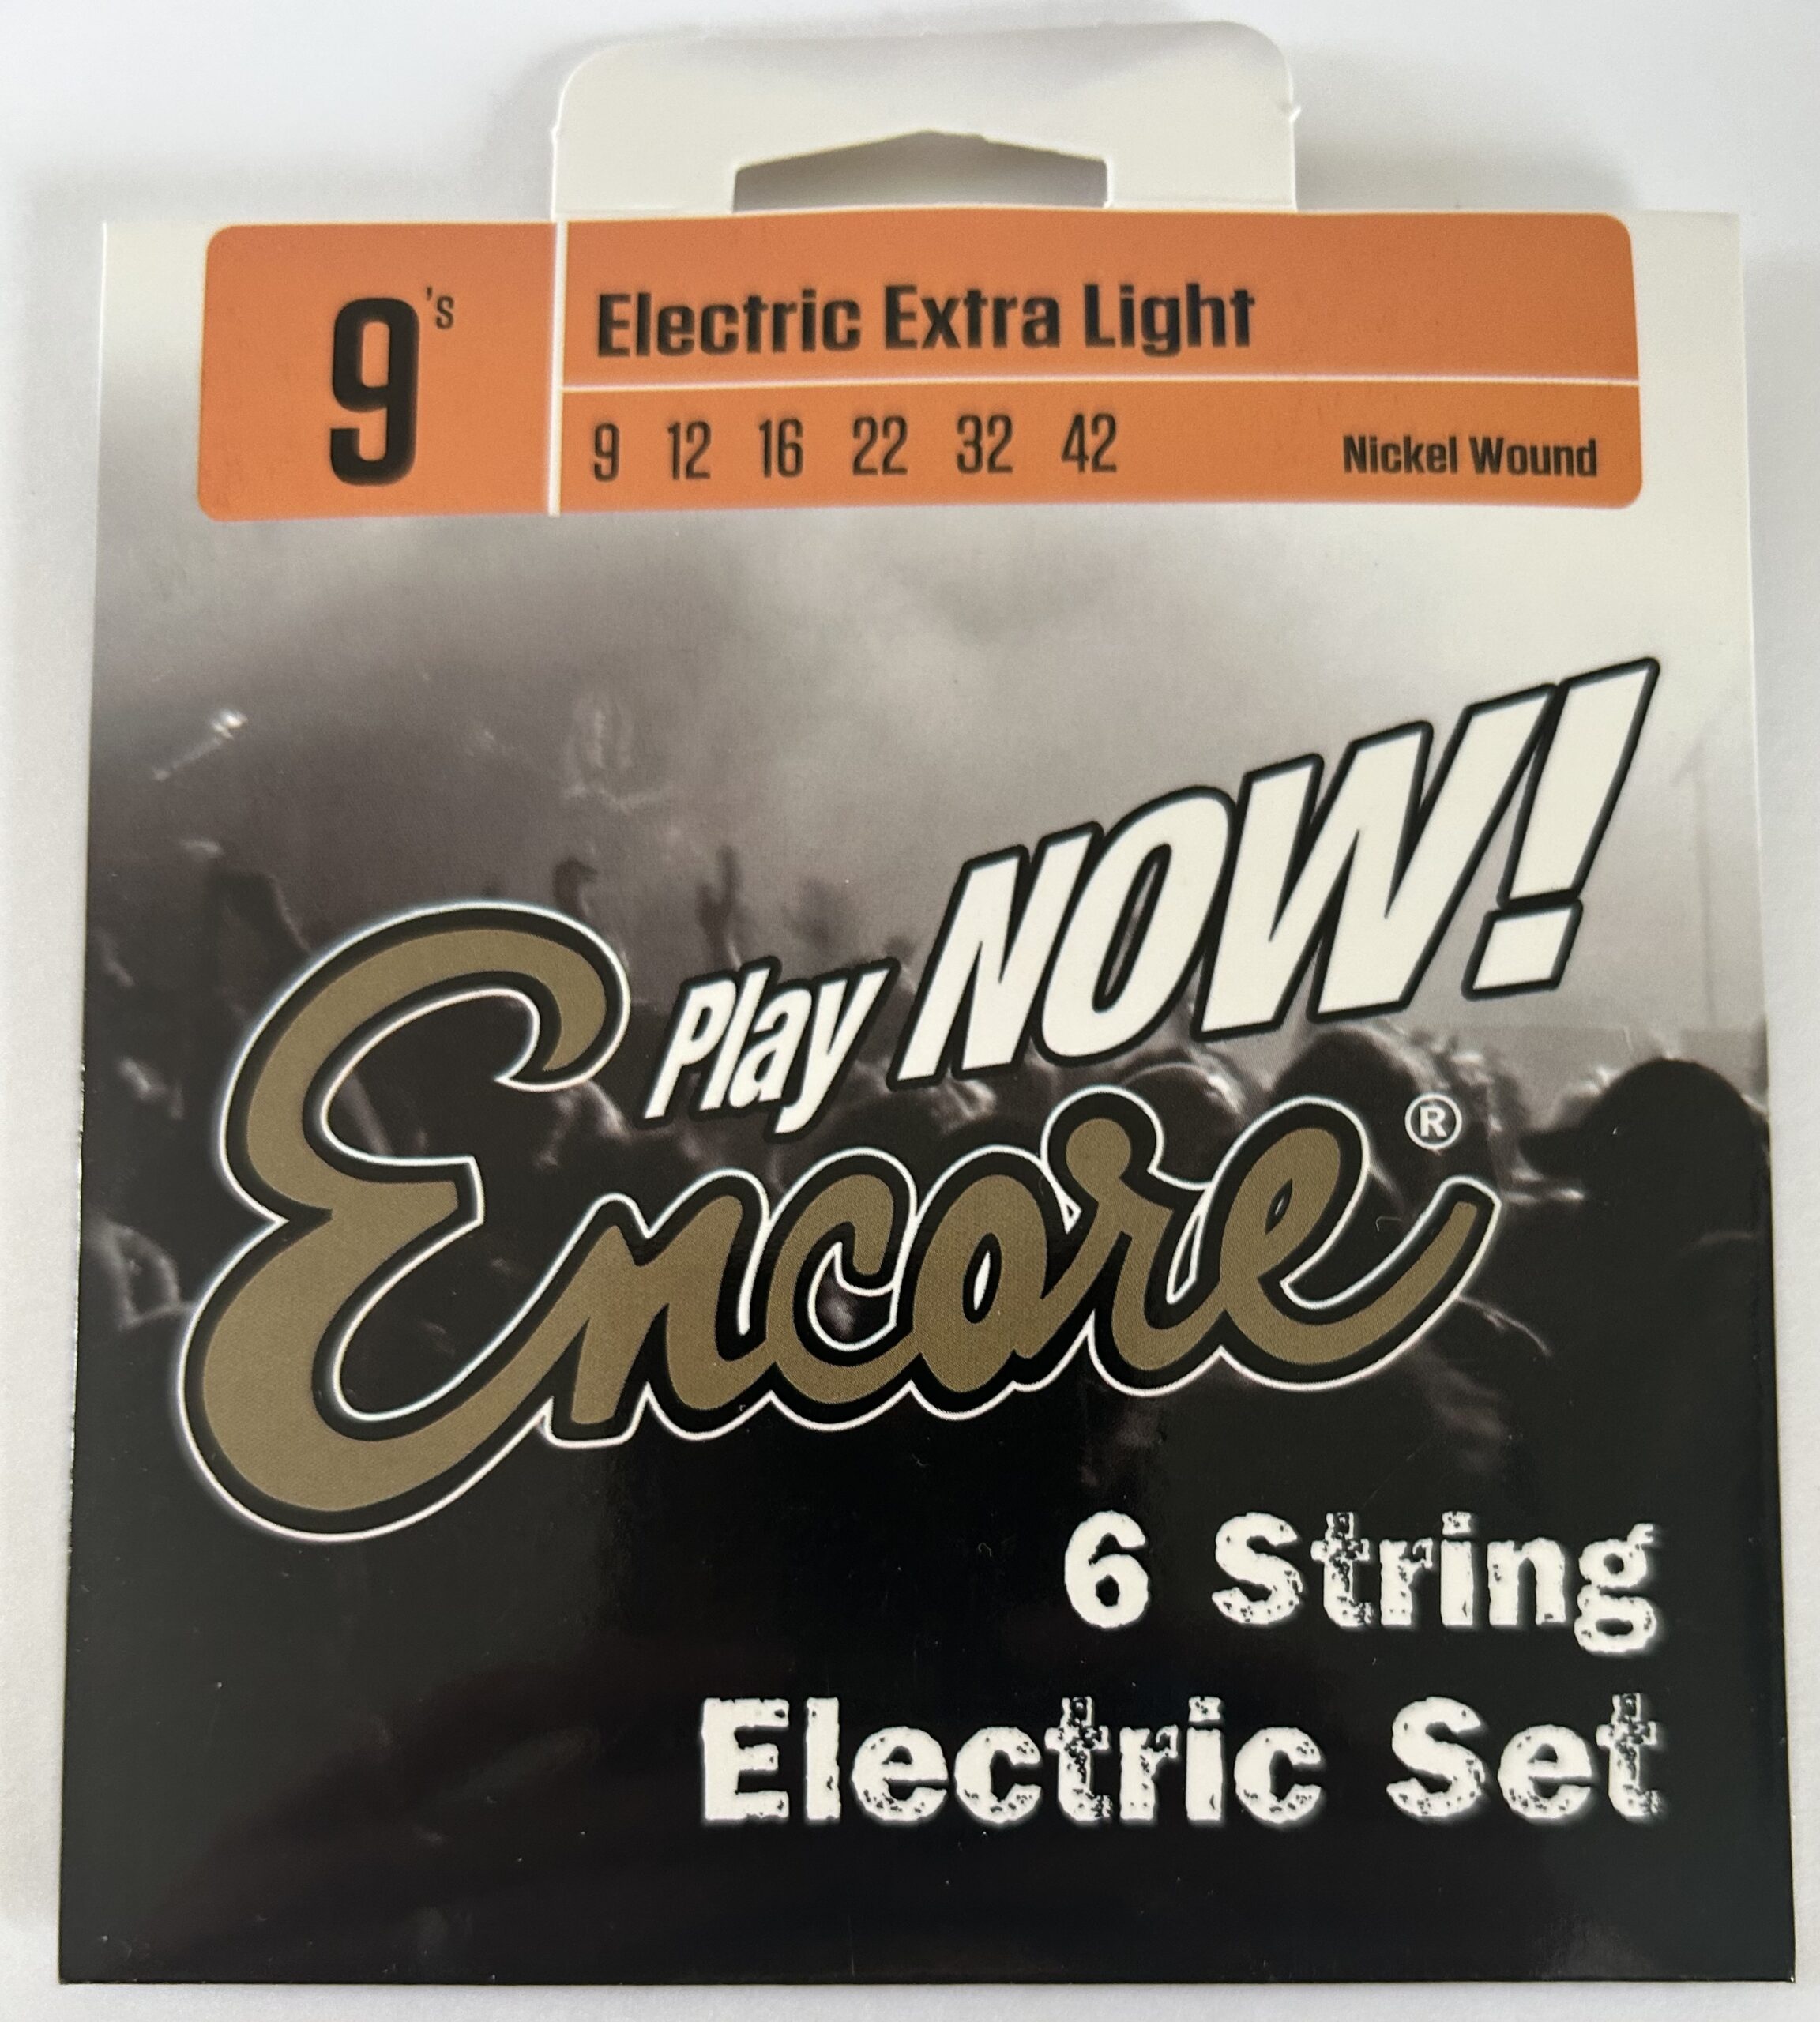 9's
Electric Extra Light
9 12 16 22 32 42
Nickel Wound
Play NOW!
Encore®
6 String
Electric Set